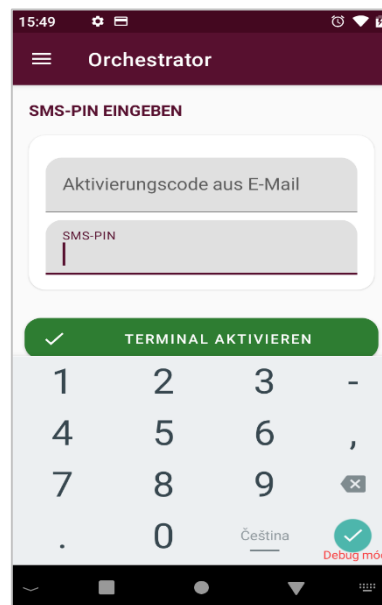 15:49
Orchestrator
SMS-PIN EINGEBEN
Aktivierungscode aus E-Mail
SMS-PIN
TERMINAL AKTIVIEREN
1 2 3 -
4 5 6 ,
7 8 9
. 0 Čeština
Debug mó